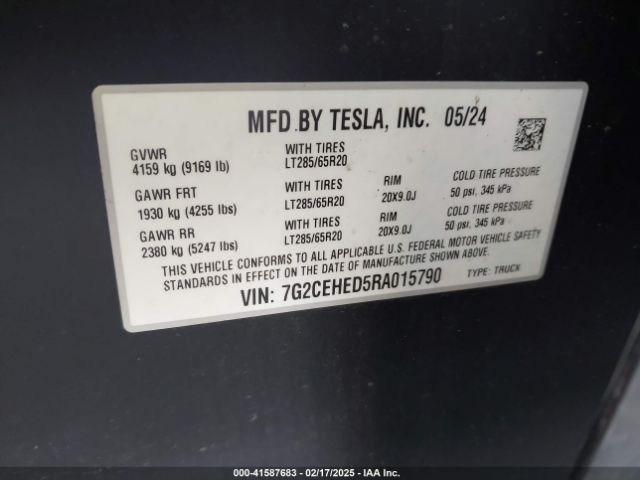 MFD.BY TESLA, INC. 05/24
GVWR WITH TIRES
4159 kg (9169 lb) LT285/65R20
GAWR FRT WITH TIRES RIM COLD TIRE PRESSURE
1930 kg (4255 lbs) LT285/65R20 20X9.0J 50 psi, 345 kPa
GAWR RR WITH TIRES RIM COLD TIRE PRESSURE
2380 kg (5247 lbs) LT285/65R20 20X9.0J 50 psi, 345 kPa
THIS VEHICLE CONFORMS TO ALL APPLICABLE U.S. FEDERAL MOTOR VEHICLE SAFETY
STANDARDS IN EFFECT ON THE DATE OF MANUFACTURE SHOWN ABOVE.
VIN: 7G2CEHED5RA015790 TYPE: TRUCK
000-41587683 - 02/17/2025 - IAA Inc.